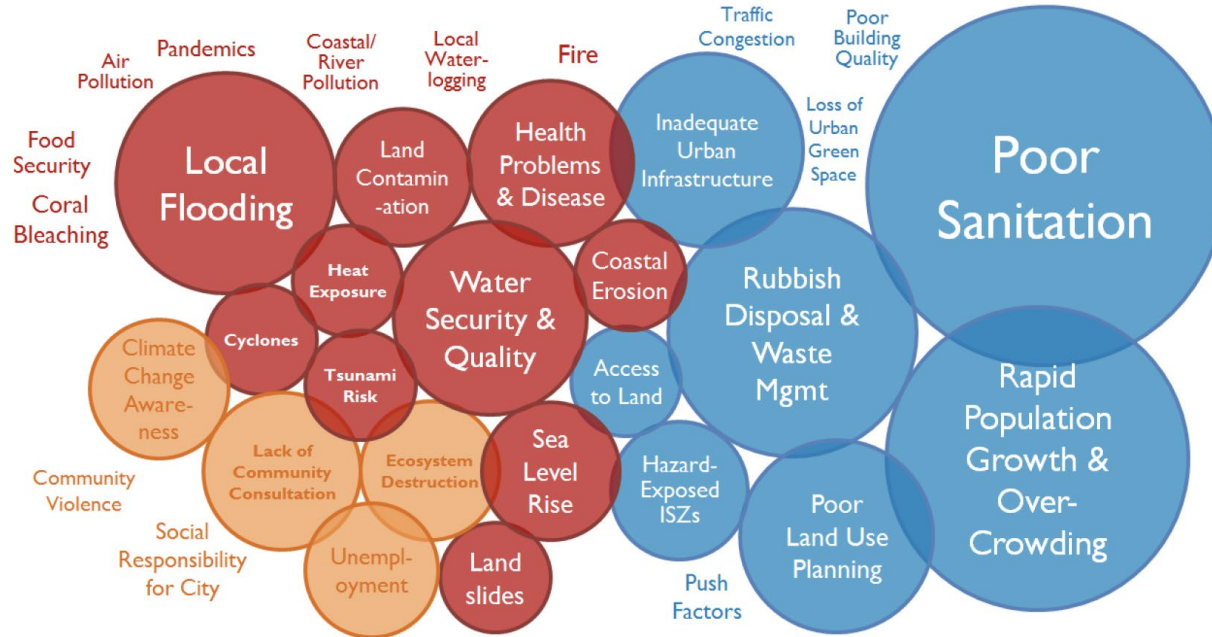 Air
Pollution
Pandemics
Coastal/
River
Pollution
Local
Water-
logging
Fire
Traffic
Congestion
Poor
Building
Quality
Food
Security
Coral
Bleaching
Local
Flooding
Land
Contamin
-ation
Health
Problems
& Disease
Inadequate
Urban
Infrastructure
Loss of
Urban
Green
Space
Poor
Sanitation
Heat
Exposure
Water
Security &
Quality
Coastal
Erosion
Rubbish
Disposal &
Waste
Mgmt
Cyclones
Climate
Change
Aware-
ness
Tsunami
Risk
Access
to Land
Rapid
Population
Growth &
Over-
Crowding
Lack of
Community
Consultation
Ecosystem
Destruction
Sea
Level
Rise
Hazard-
Exposed
ISZs
Poor
Land Use
Planning
Community
Violence
Social
Responsibility
for City
Unempl-
oyment
Land
slides
Push
Factors